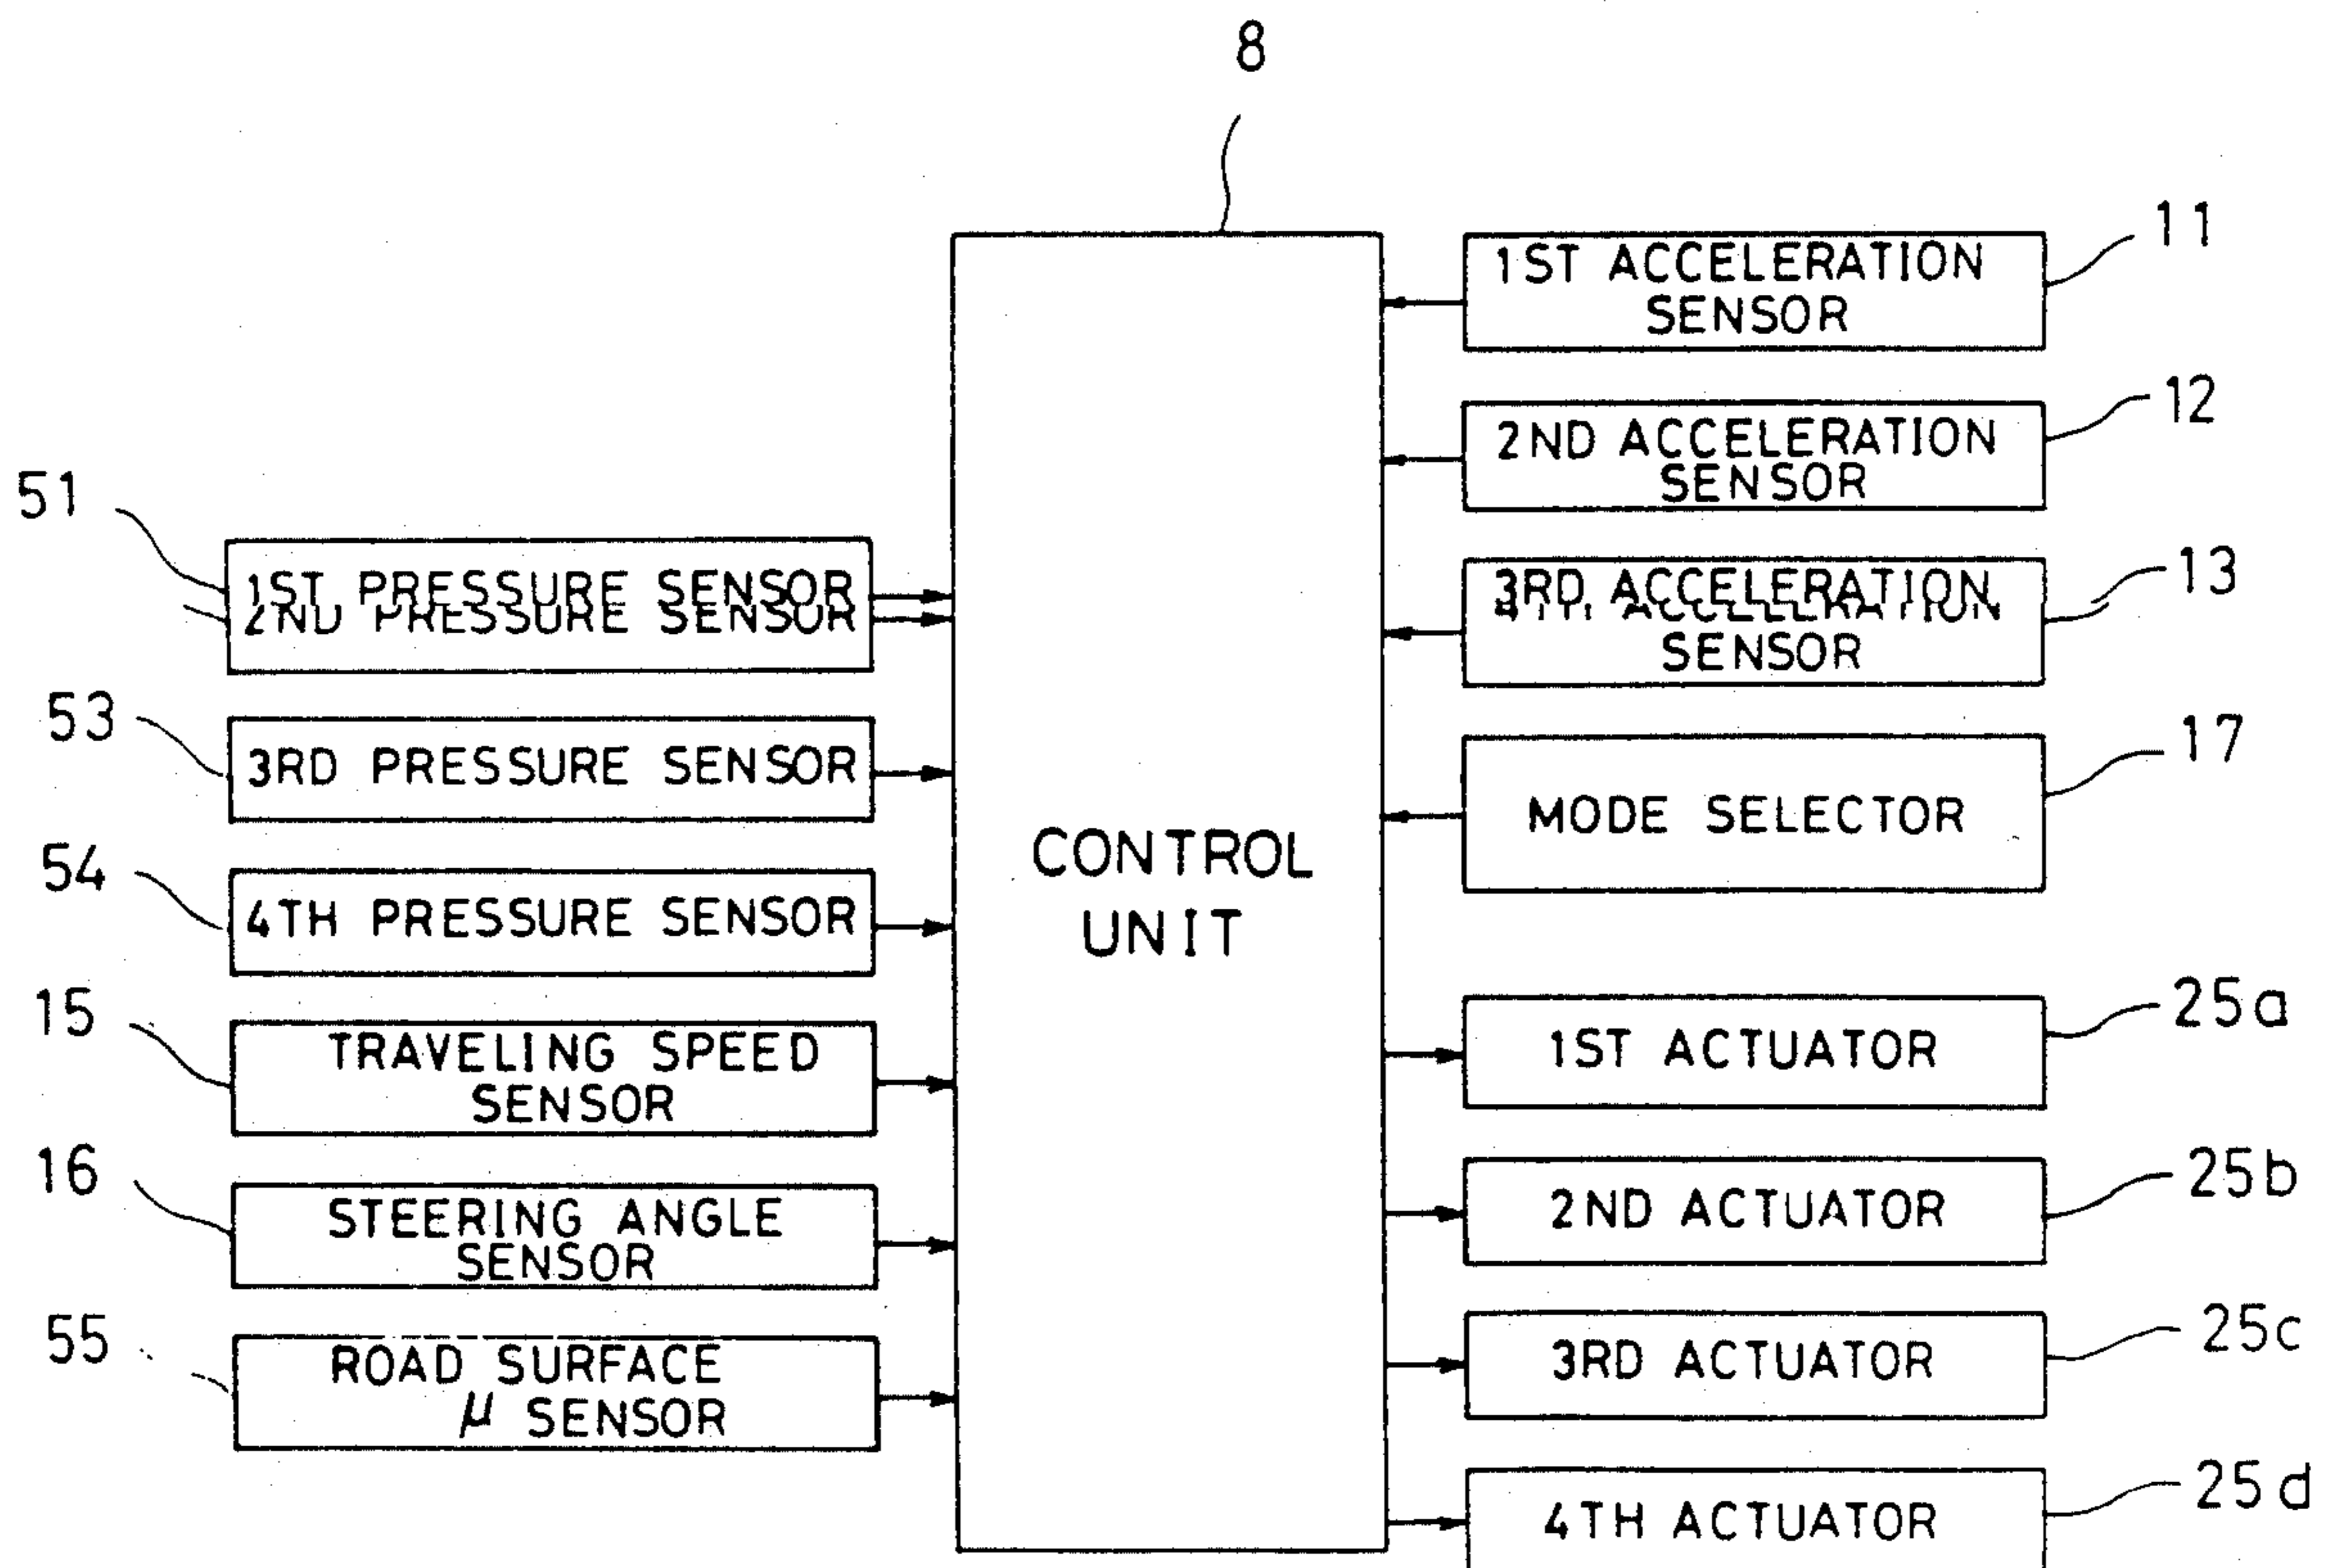 8
11
1ST ACCELERATION
SENSOR
12
2ND ACCELERATION
SENSOR
51
1ST PRESSURE SENSOR
2ND PRESSURE SENSOR
13
3RD ACCELERATION
4TH ACCELERATION
SENSOR
53
3RD PRESSURE SENSOR
17
MODE SELECTOR
54
4TH PRESSURE SENSOR
CONTROL
UNIT
15
TRAVELING SPEED
SENSOR
25a
1ST ACTUATOR
16
STEERING ANGLE
SENSOR
25b
2ND ACTUATOR
55
ROAD SURFACE
μ SENSOR
25c
3RD ACTUATOR
25d
4TH ACTUATOR